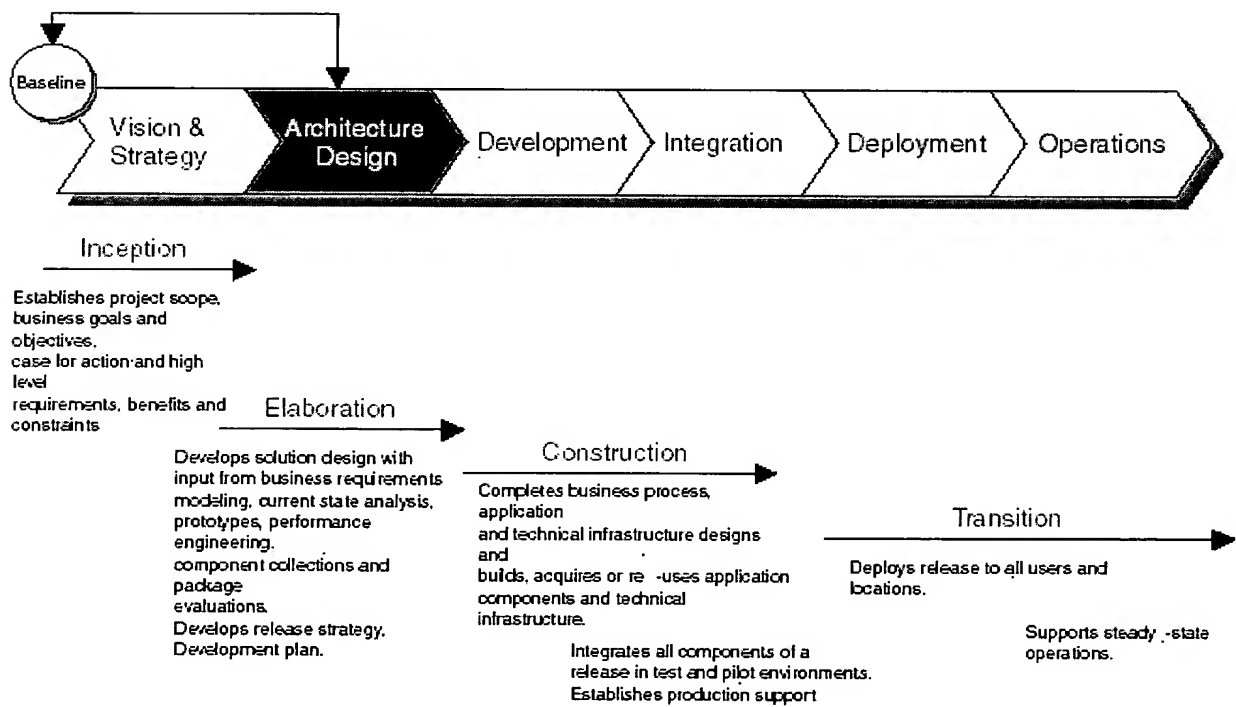 Baseline
Vision &
Strategy
Architecture
Design
Development
Integration
Deployment
Operations
Inception
Establishes project scope,
business goals and
objectives,
case for action and high
level
requirements, benefits and
constraints
Elaboration
Develops solution design with
input from business requirements
modeling, current state analysis,
prototypes, performance
engineering.
component collections and
package
evaluations.
Develops release strategy,
Development plan.
Construction
Completes business process,
application
and technical infrastructure designs
and
builds, acquires or re -uses application
components and technical
infrastructure.
Integrates all components of a
release in test and pilot environments.
Establishes production support
Transition
Deploys release to all users and
locations.
Supports steady -state
operations.